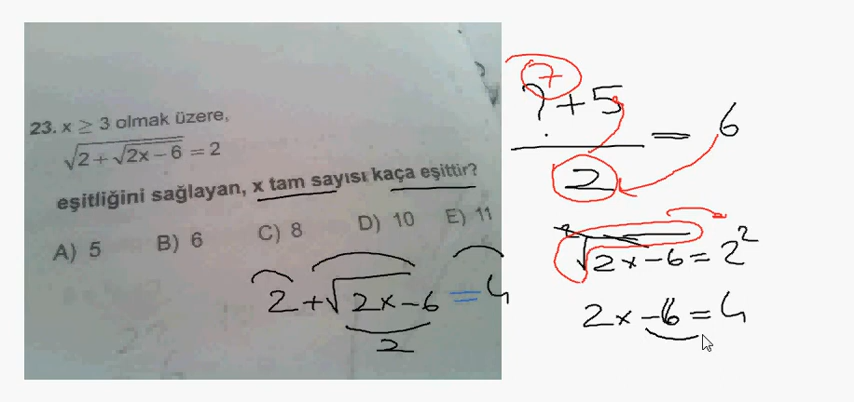 23. x ≥ 3 olmak üzere,
√(2+√(2x−6)) = 2
eşitliğini sağlayan, x tam sayısı kaça eşittir?
A) 5 B) 6 C) 8 D) 10 E) 11
2+√(2x−6) = 4
2
7
?+5
= 6
2
√(2x−6) = 2²
2x−6=4